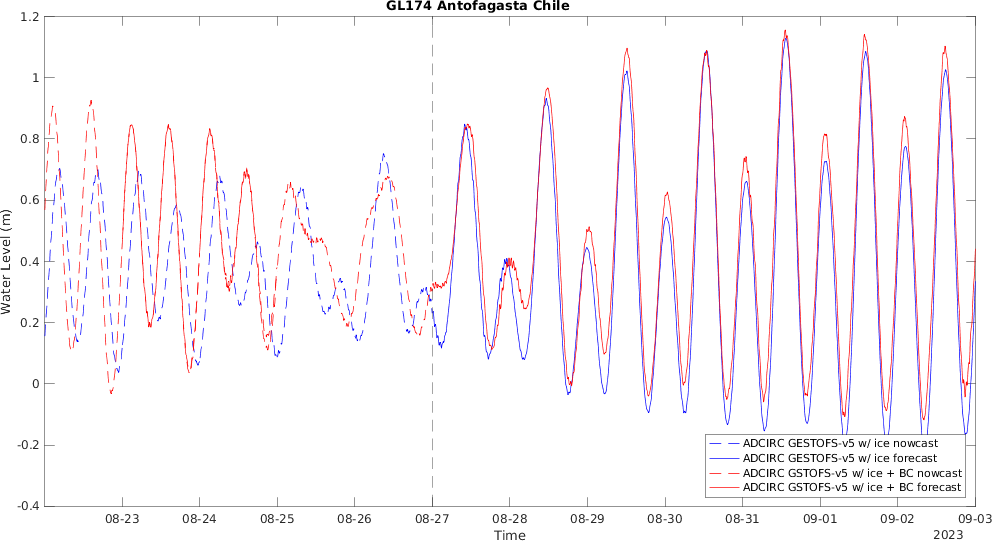 GL174 Antofagasta Chile
1.2
1
0.8
0.6
0.4
0.2
0
-0.2
-0.4
Water Level (m)
ADCIRC GESTOFS-v5 w/ ice nowcast
ADCIRC GESTOFS-v5 w/ ice forecast
ADCIRC GSTOFS-v5 w/ ice + BC nowcast
ADCIRC GSTOFS-v5 w/ ice + BC forecast
08-23 08-24 08-25 08-26 08-27 08-28 08-29 08-30 08-31 09-01 09-02 09-03
Time
2023